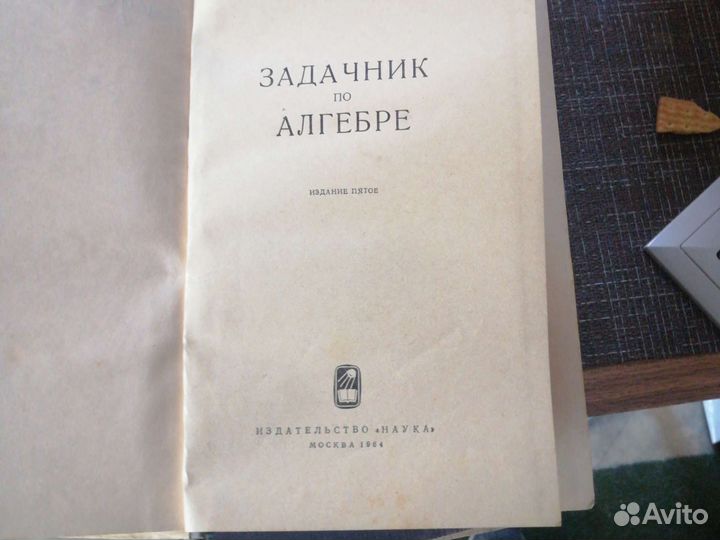 ЗАДАЧНИК
ПО
АЛГЕБРЕ
ИЗДАНИЕ ПЯТОЕ
ИЗДАТЕЛЬСТВО «НАУКА»
МОСКВА 1964
Avito